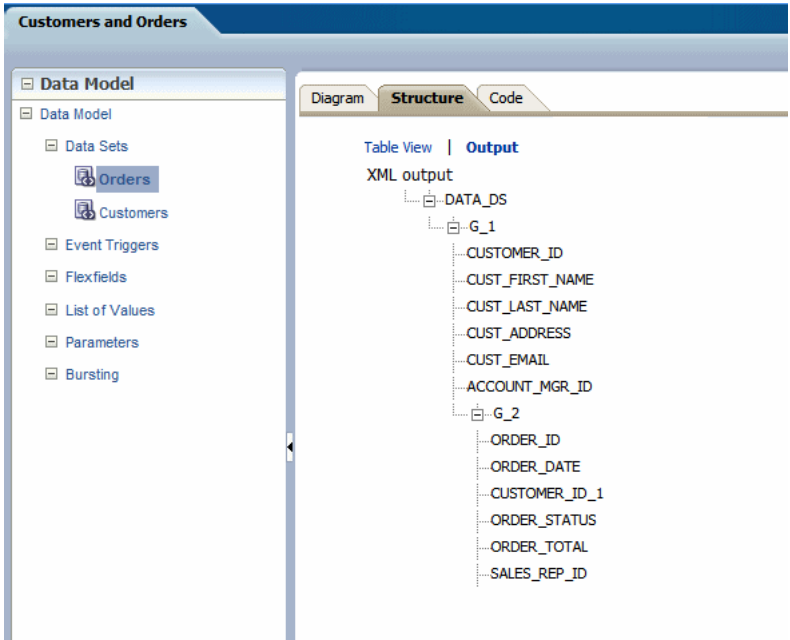 Customers and Orders
Data Model
Data Model
Data Sets
Orders
Customers
Event Triggers
Flexfields
List of Values
Parameters
Bursting
Diagram Structure Code
Table View | Output
XML output
DATA_DS
G_1
CUSTOMER_ID
CUST_FIRST_NAME
CUST_LAST_NAME
CUST_ADDRESS
CUST_EMAIL
ACCOUNT_MGR_ID
G_2
ORDER_ID
ORDER_DATE
CUSTOMER_ID_1
ORDER_STATUS
ORDER_TOTAL
SALES_REP_ID